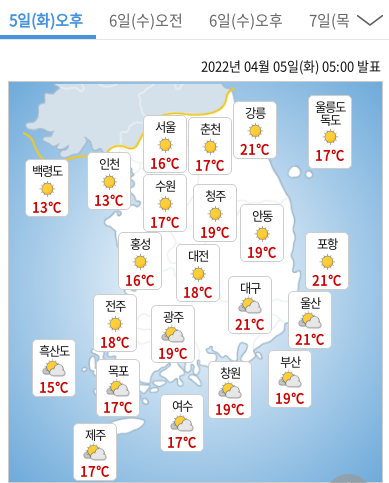 5일(화)오후 6일(수)오전 6일(수)오후 7일(목
2022년 04월 05일(화) 05:00 발표
울릉도
독도
17℃
강릉
21℃
서울
16℃
춘천
17℃
백령도
13℃
인천
13℃
수원
17℃
청주
19℃
안동
19℃
홍성
16℃
대전
18℃
포항
21℃
대구
21℃
울산
21℃
전주
18℃
광주
19℃
흑산도
15℃
목포
17℃
창원
19℃
부산
19℃
여수
17℃
제주
17℃